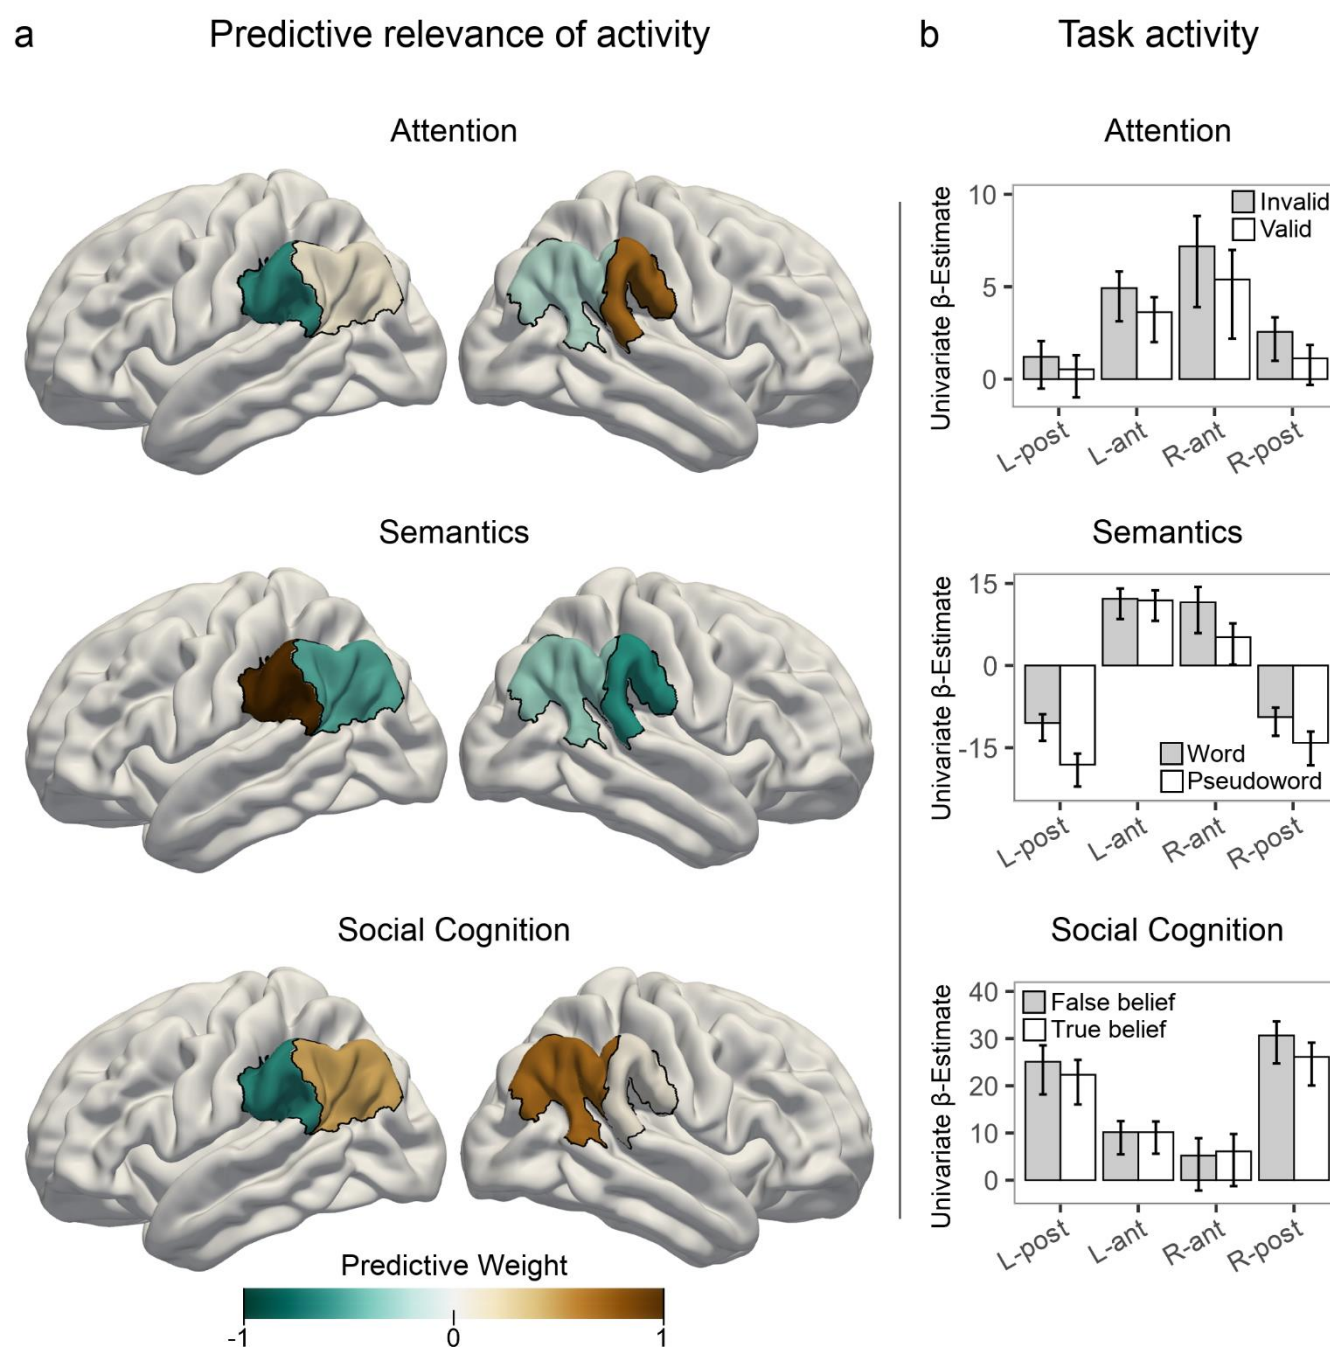 a Predictive relevance of activity
Attention
Semantics
Social Cognition
Predictive Weight
-1 0 1
b Task activity
Attention
Univariate β-Estimate
10
5
0
Invalid
Valid
L-post L-ant R-ant R-post
Semantics
Univariate β-Estimate
15
0
-15
Word
Pseudoword
L-post L-ant R-ant R-post
Social Cognition
Univariate β-Estimate
40
30
20
10
0
False belief
True belief
L-post L-ant R-ant R-post